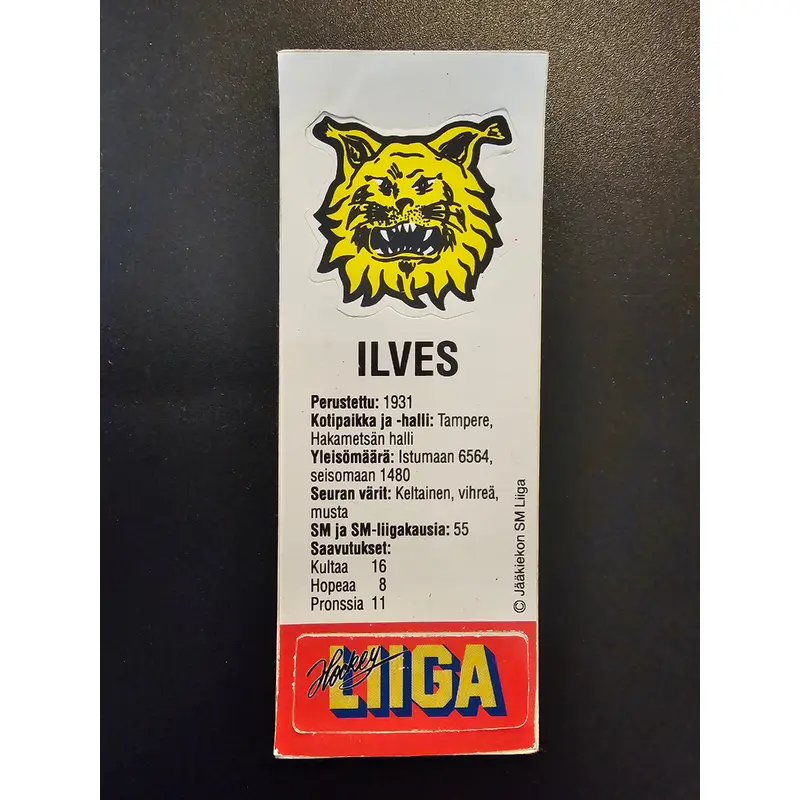 ILVES
Perustettu: 1931
Kotipaikka ja -halli: Tampere,
Hakametsän halli
Yleisömäärä: Istumaan 6564,
seisomaan 1480
Seuran värit: Keltainen, vihreä,
musta
SM ja SM-liigakausia: 55
Saavutukset:
Kultaa 16
Hopeaa 8
Pronssia 11
© Jääkiekon SM Liiga
Hockey
LIIGA